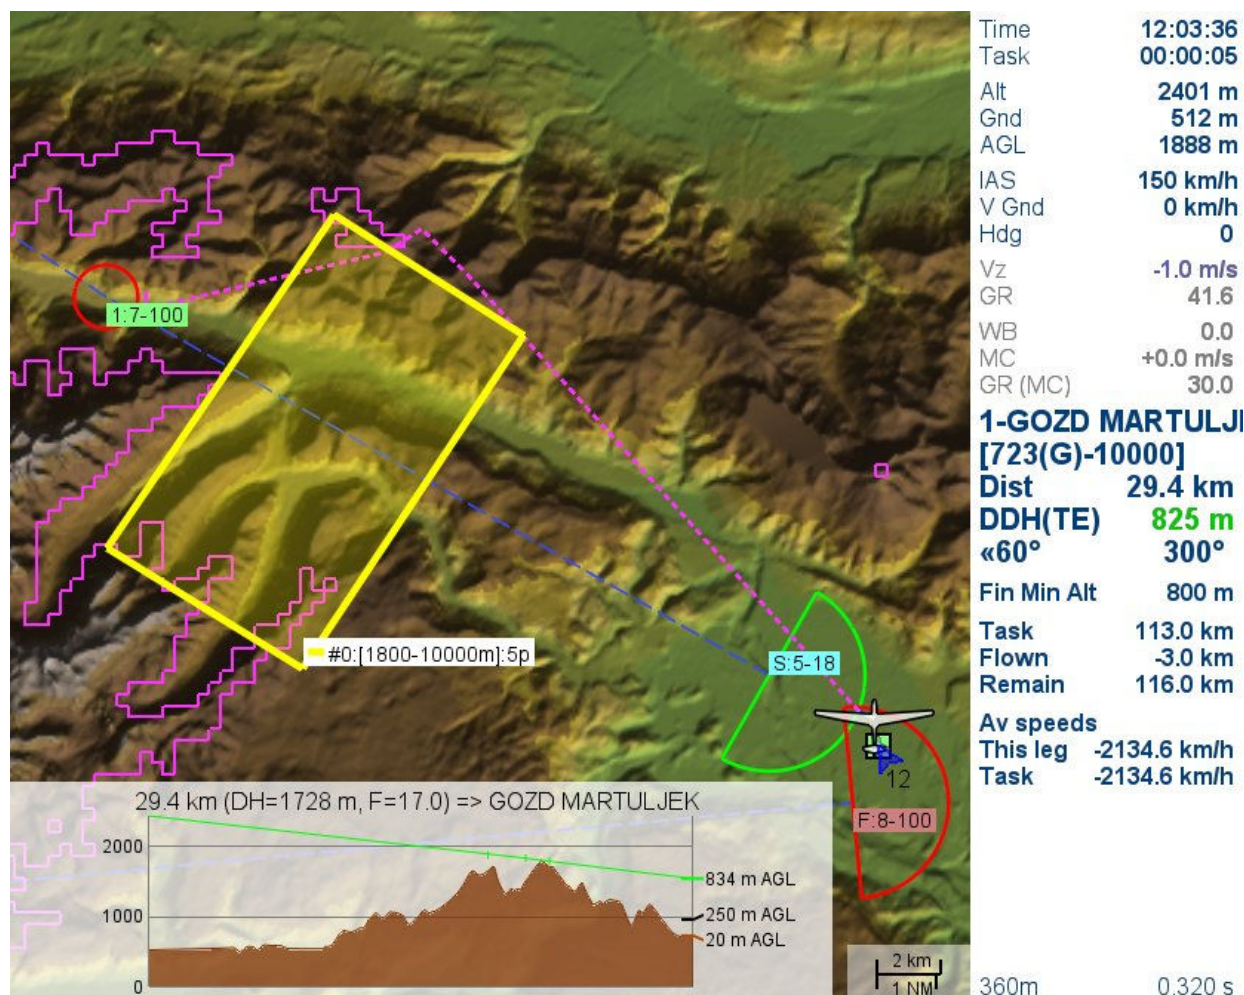 Time 12:03:36
Task 00:00:05
Alt 2401 m
Gnd 512 m
AGL 1888 m
IAS 150 km/h
V Gnd 0 km/h
Hdg 0
Vz -1.0 m/s
GR 41.6
WB 0.0
MC +0.0 m/s
GR (MC) 30.0
1-GOZD MARTULJE
[723(G)-10000]
Dist 29.4 km
DDH(TE) 825 m
«60° 300°
Fin Min Alt 800 m
Task 113.0 km
Flown -3.0 km
Remain 116.0 km
Av speeds
This leg -2134.6 km/h
Task -2134.6 km/h
360m 0.320 s
1:7-100
#0:[1800-10000m]:5p
S:5-18
12
F:8-100
29.4 km (DH=1728 m, F=17.0) => GOZD MARTULJEK
2000
1000
0
834 m AGL
250 m AGL
20 m AGL
2 km
1 NM